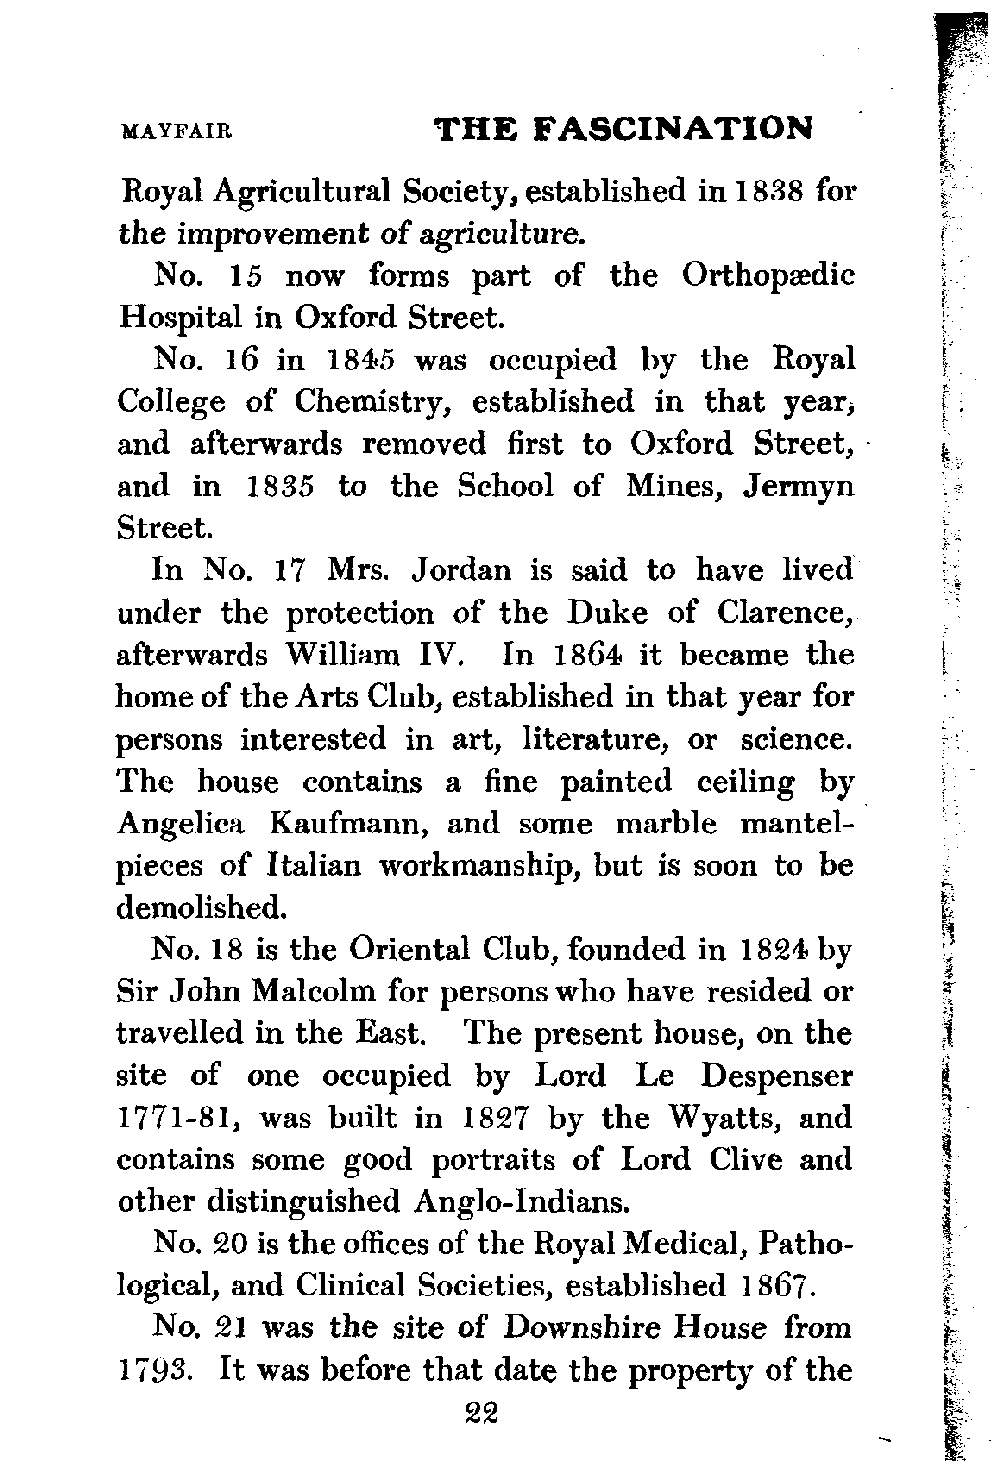 MAYFAIR THE FASCINATION
Royal Agricultural Society, established in 1838 for
the improvement of agriculture.
No. 15 now forms part of the Orthopædic
Hospital in Oxford Street.
No. 16 in 1845 was occupied by the Royal
College of Chemistry, established in that year,
and afterwards removed first to Oxford Street,
and in 1835 to the School of Mines, Jermyn
Street.
In No. 17 Mrs. Jordan is said to have lived
under the protection of the Duke of Clarence,
afterwards William IV. In 1864 it became the
home of the Arts Club, established in that year for
persons interested in art, literature, or science.
The house contains a fine painted ceiling by
Angelica Kaufmann, and some marble mantel-
pieces of Italian workmanship, but is soon to be
demolished.
No. 18 is the Oriental Club, founded in 1824 by
Sir John Malcolm for persons who have resided or
travelled in the East. The present house, on the
site of one occupied by Lord Le Despenser
1771-81, was built in 1827 by the Wyatts, and
contains some good portraits of Lord Clive and
other distinguished Anglo-Indians.
No. 20 is the offices of the Royal Medical, Patho-
logical, and Clinical Societies, established 1867.
No. 21 was the site of Downshire House from
1793. It was before that date the property of the
22